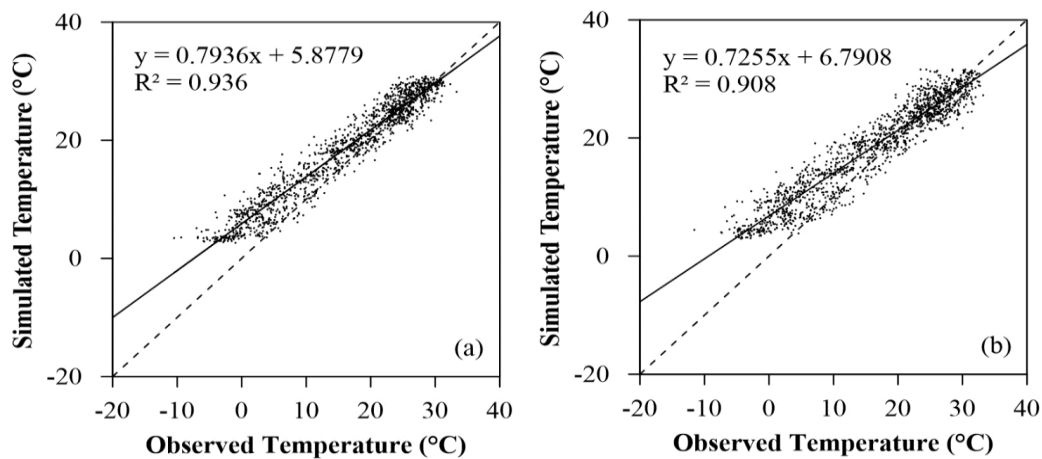 y = 0.7936x + 5.8779
R² = 0.936
40
20
0
-20
-20 -10 0 10 20 30 40
Simulated Temperature (°C)
Observed Temperature (°C)
(a)
y = 0.7255x + 6.7908
R² = 0.908
40
20
0
-20
-20 -10 0 10 20 30 40
Simulated Temperature (°C)
Observed Temperature (°C)
(b)